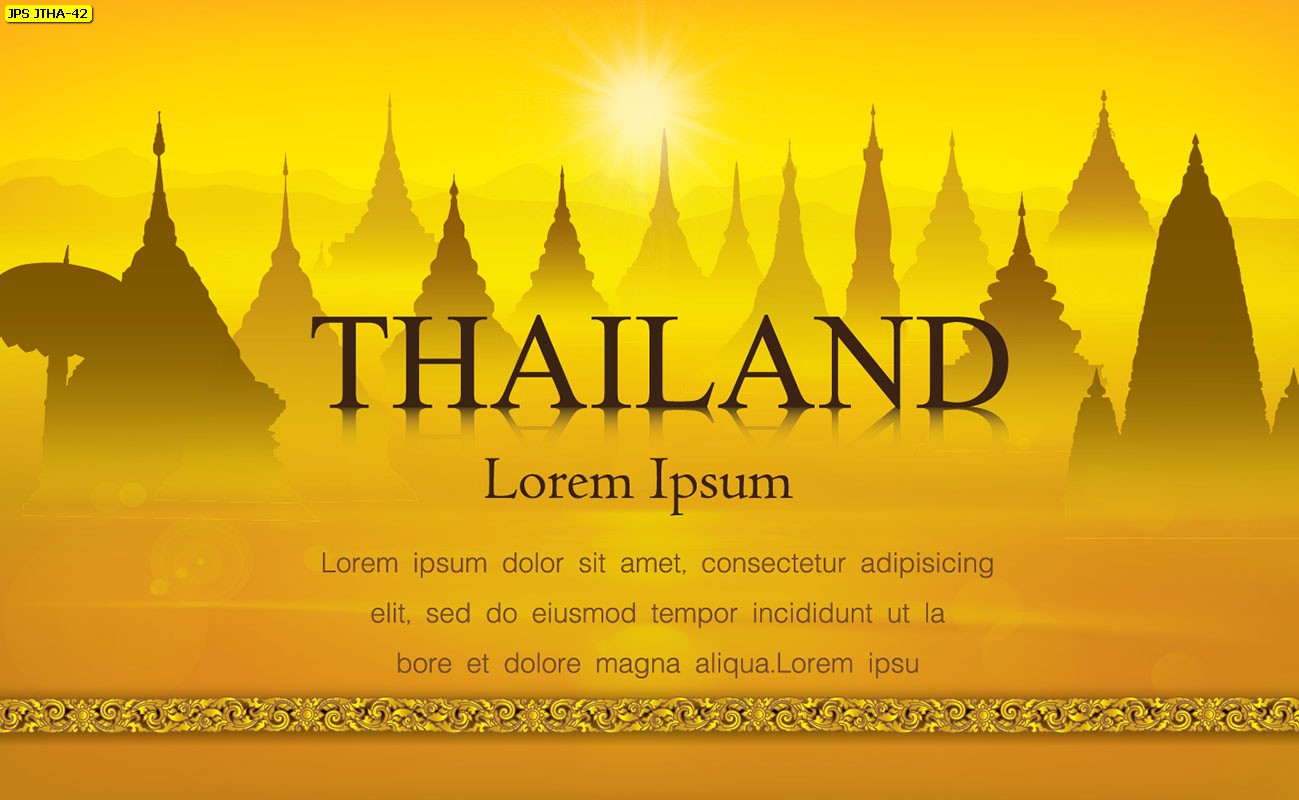 JPS JTHA-42
THAILAND
Lorem Ipsum
Lorem ipsum dolor sit amet, consectetur adipisicing
elit, sed do eiusmod tempor incididunt ut la
bore et dolore magna aliqua.Lorem ipsu